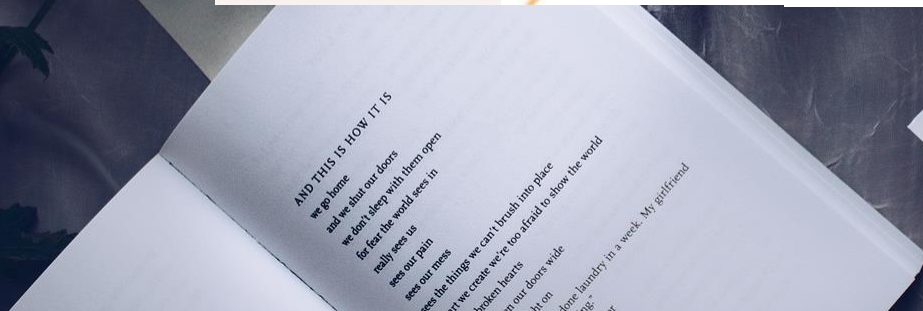 AND THIS IS HOW IT IS
we go home
and we shut our doors
we don't sleep with them open
for fear the world sees in
really sees us
sees our pain
sees our mess
sees the things we can't brush into place
art we create we're too afraid to show the world
broken hearts
our doors wide
on
done laundry in a week. My girlfriend